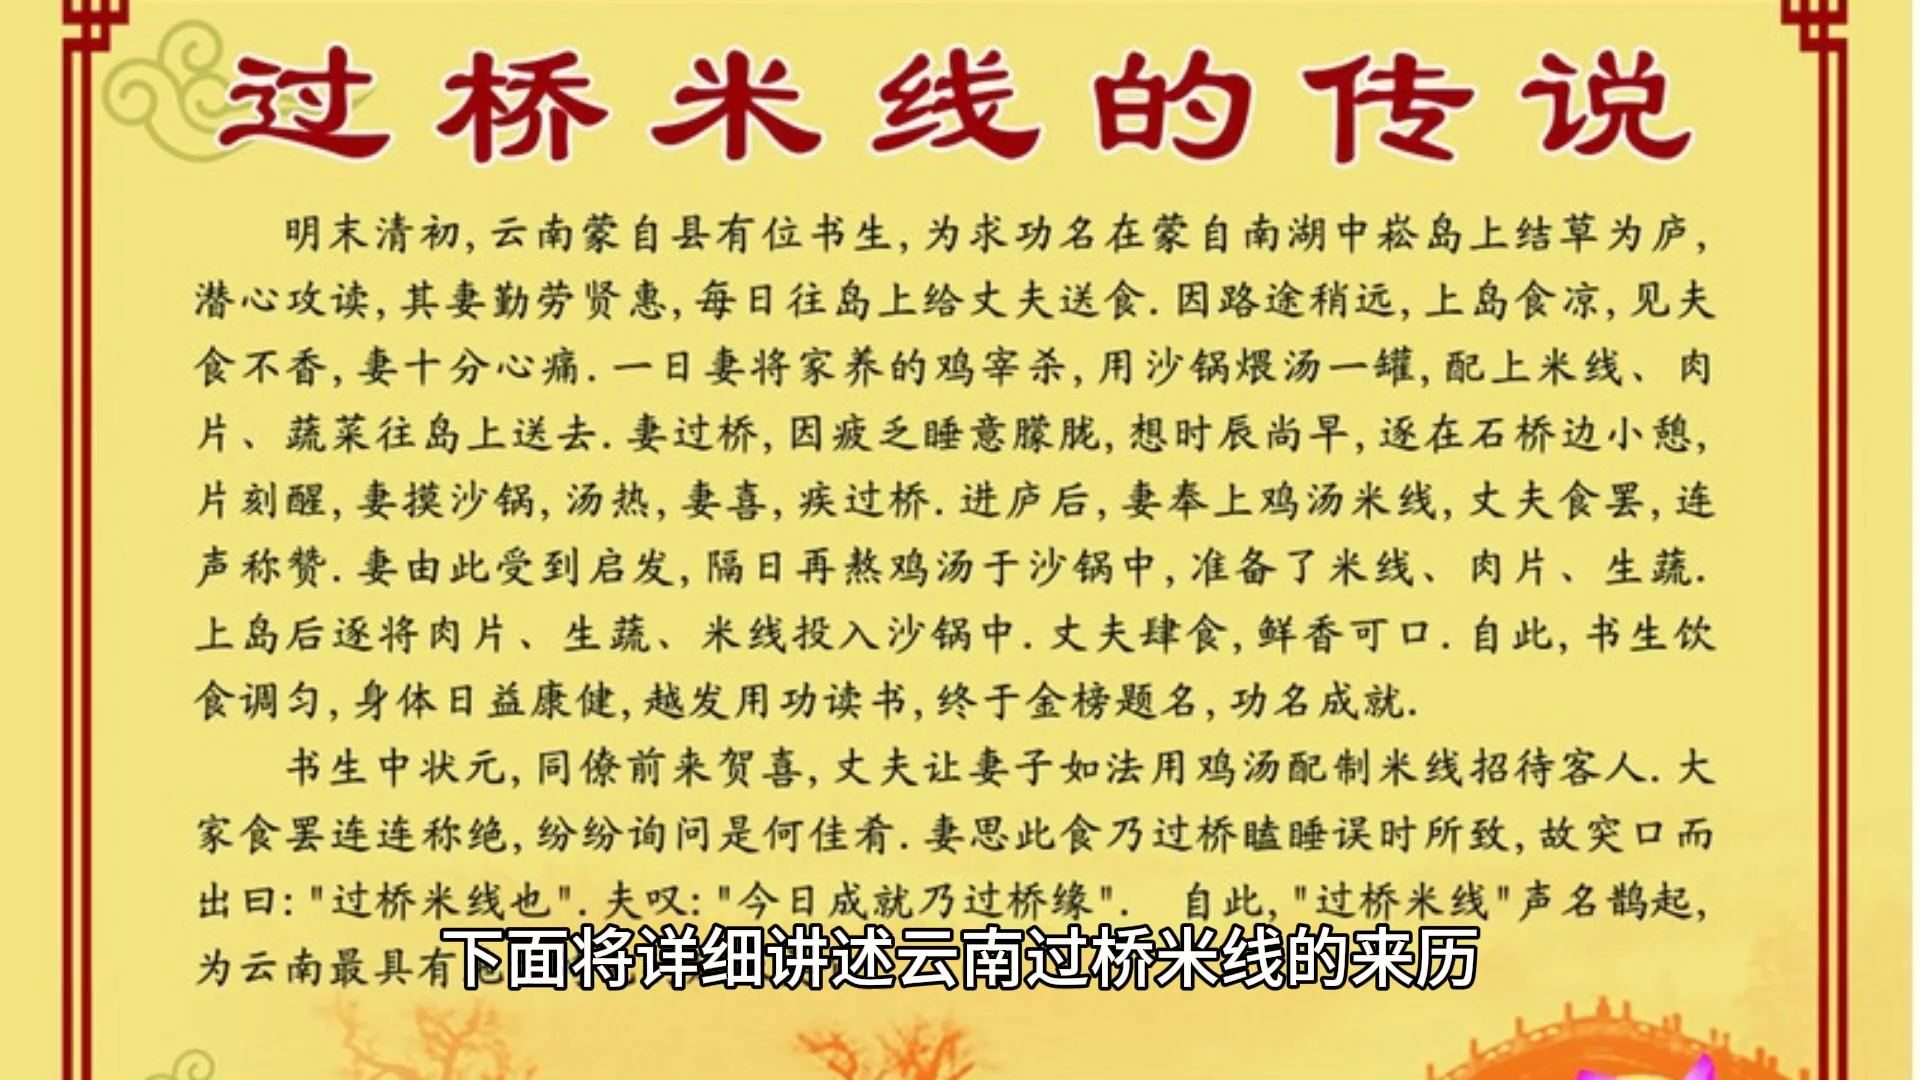 过桥米线的传说
明末清初,云南蒙自县有位书生,为求功名在蒙自南湖中崧岛上结草为庐,
潜心攻读,其妻勤劳贤惠,每日往岛上给丈夫送食.因路途稍远,上岛食凉,见夫
食不香,妻十分心痛.一日妻将家养的鸡宰杀,用沙锅煨汤一罐,配上米线、肉
片、蔬菜往岛上送去.妻过桥,因疲乏睡意朦胧,想时辰尚早,逐在石桥边小憩,
片刻醒,妻摸沙锅,汤热,妻喜,疾过桥.进庐后,妻奉上鸡汤米线,丈夫食罢,连
声称赞.妻由此受到启发,隔日再熬鸡汤于沙锅中,准备了米线、肉片、生蔬.
上岛后逐将肉片、生蔬、米线投入沙锅中.丈夫肆食,鲜香可口.自此,书生饮
食调匀,身体日益康健,越发用功读书,终于金榜题名,功名成就.
书生中状元,同僚前来贺喜,丈夫让妻子如法用鸡汤配制米线招待客人.大
家食罢连连称绝,纷纷询问是何佳肴.妻思此食乃过桥瞌睡误时所致,故突口而
出曰:"过桥米线也".夫叹:"今日成就乃过桥缘". 自此,"过桥米线"声名鹊起,
为云南最具有
下面将详细讲述云南过桥米线的来历